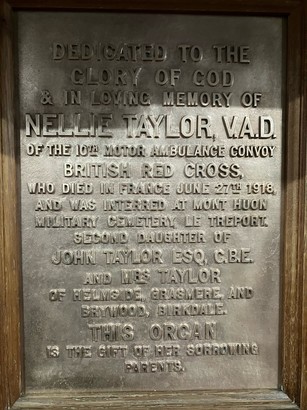 DEDICATED TO THE
GLORY OF GOD
& IN LOVING MEMORY OF
NELLIE TAYLOR, V.A.D.
OF THE 10TH MOTOR AMBULANCE CONVOY
BRITISH RED CROSS,
WHO DIED IN FRANCE JUNE 27TH 1918,
AND WAS INTERRED AT MONT HUON
MILITARY CEMETERY, LE TREPORT.
SECOND DAUGHTER OF
JOHN TAYLOR ESQ, C.B.E.
AND MRS TAYLOR
OF HELMSIDE, GRASMERE, AND
BRYWOOD, BIRKDALE.
THIS ORGAN
IS THE GIFT OF HER SORROWING
PARENTS.